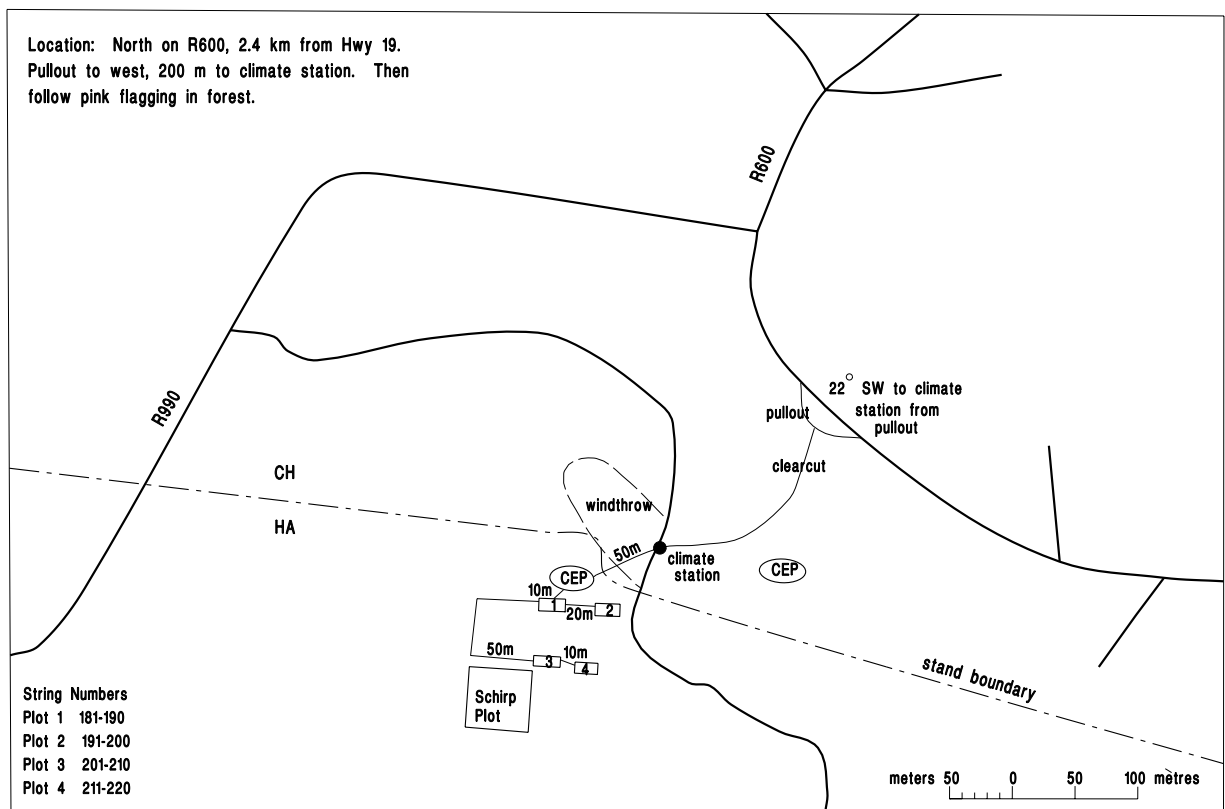 Location: North on R600, 2.4 km from Hwy 19.
Pullout to west, 200 m to climate station. Then
follow pink flagging in forest.
R600
R990
22° SW to climate
station from
pullout
pullout
clearcut
CH
HA
windthrow
50m
climate
station
CEP
CEP
10m
1
20m
2
50m
3
10m
4
Schirp
Plot
stand boundary
String Numbers
Plot 1 181-190
Plot 2 191-200
Plot 3 201-210
Plot 4 211-220
meters 50 0 50 100 metres